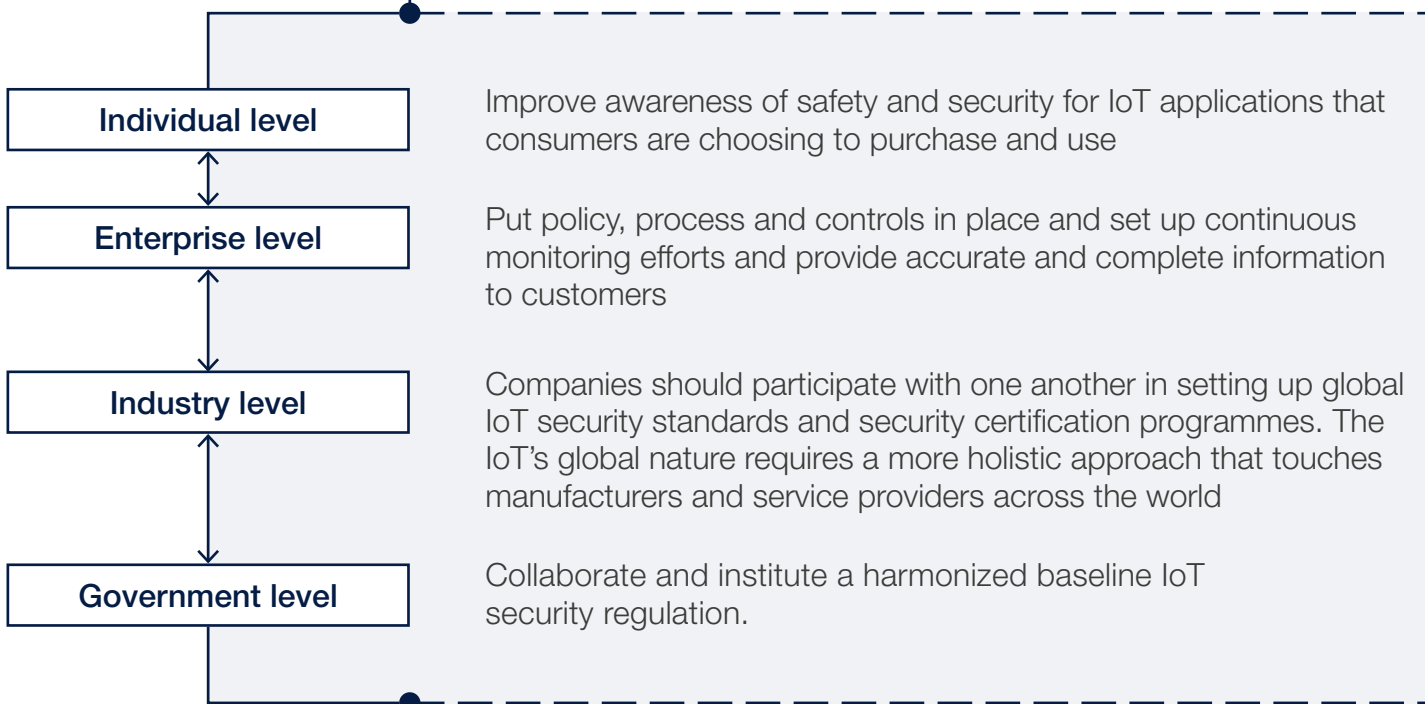 Individual level
Improve awareness of safety and security for IoT applications that
consumers are choosing to purchase and use
Enterprise level
Put policy, process and controls in place and set up continuous
monitoring efforts and provide accurate and complete information
to customers
Industry level
Companies should participate with one another in setting up global
IoT security standards and security certification programmes. The
IoT’s global nature requires a more holistic approach that touches
manufacturers and service providers across the world
Government level
Collaborate and institute a harmonized baseline IoT
security regulation.